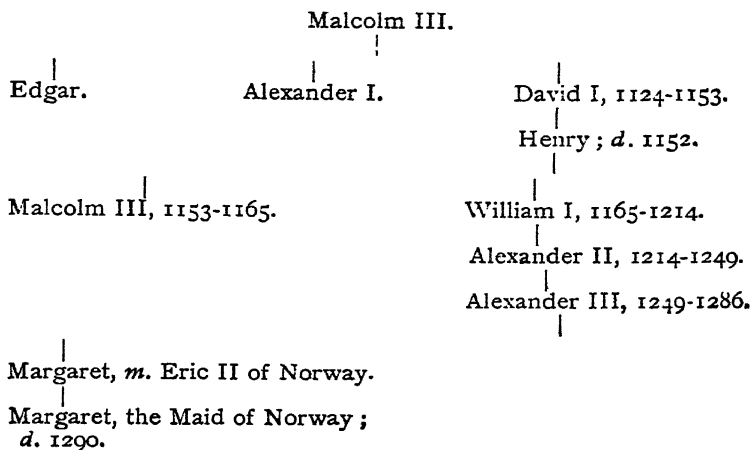 Malcolm III.
Edgar. Alexander I. David I, 1124-1153.
Henry ; d. 1152.
Malcolm III, 1153-1165. William I, 1165-1214.
Alexander II, 1214-1249.
Alexander III, 1249-1286.
Margaret, m. Eric II of Norway.
Margaret, the Maid of Norway ;
d. 1290.